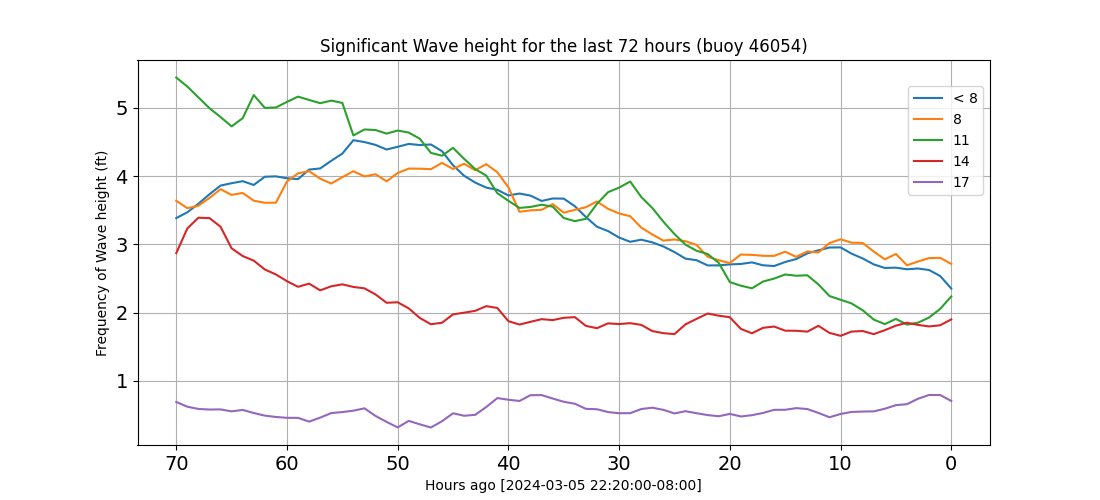 Significant Wave height for the last 72 hours (buoy 46054)
Frequency of Wave height (ft)
5
4
3
2
1
< 8
8
11
14
17
70 60 50 40 30 20 10 0
Hours ago [2024-03-05 22:20:00-08:00]